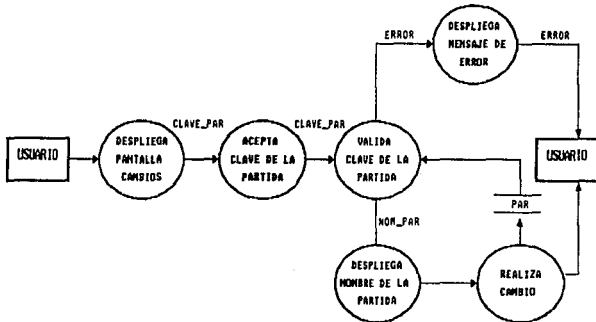 DESPLIEGA
MENSAJE DE
ERROR
ERROR
ERROR
CLAVE_PAR
CLAVE_PAR
USUARIO
DESPLIEGA
PANTALLA
CAMBIOS
ACEPTA
CLAVE DE LA
PARTIDA
VALIDA
CLAVE DE LA
PARTIDA
USUARIO
PAR
NOM_PAR
DESPLIEGA
NOMBRE DE LA
PARTIDA
REALIZA
CAMBIO